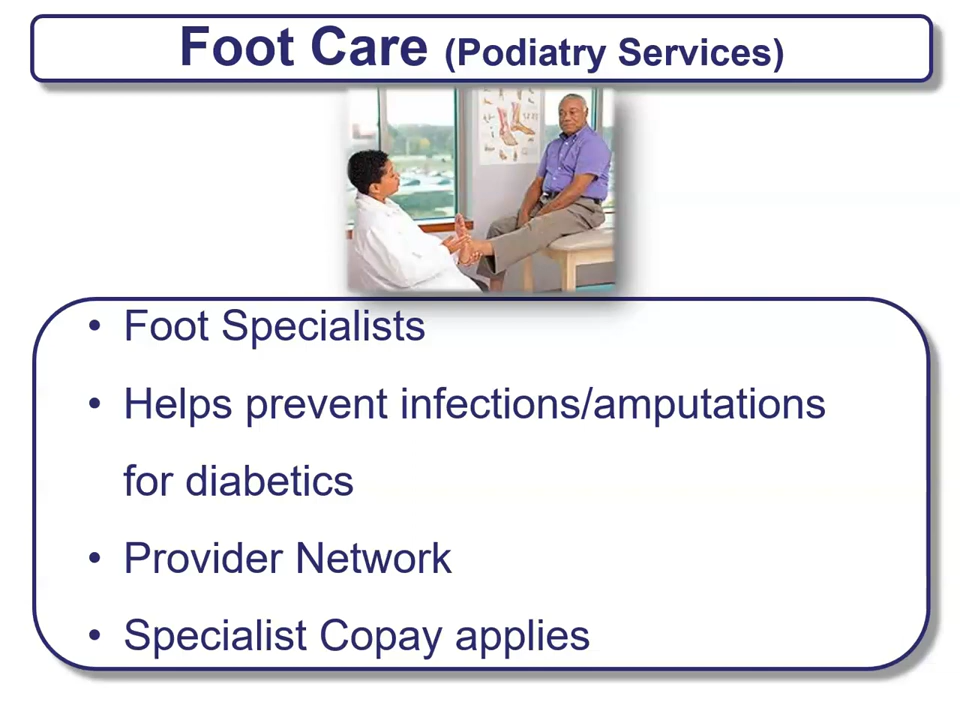 Foot Care (Podiatry Services)
• Foot Specialists
• Helps prevent infections/amputations
for diabetics
• Provider Network
• Specialist Copay applies